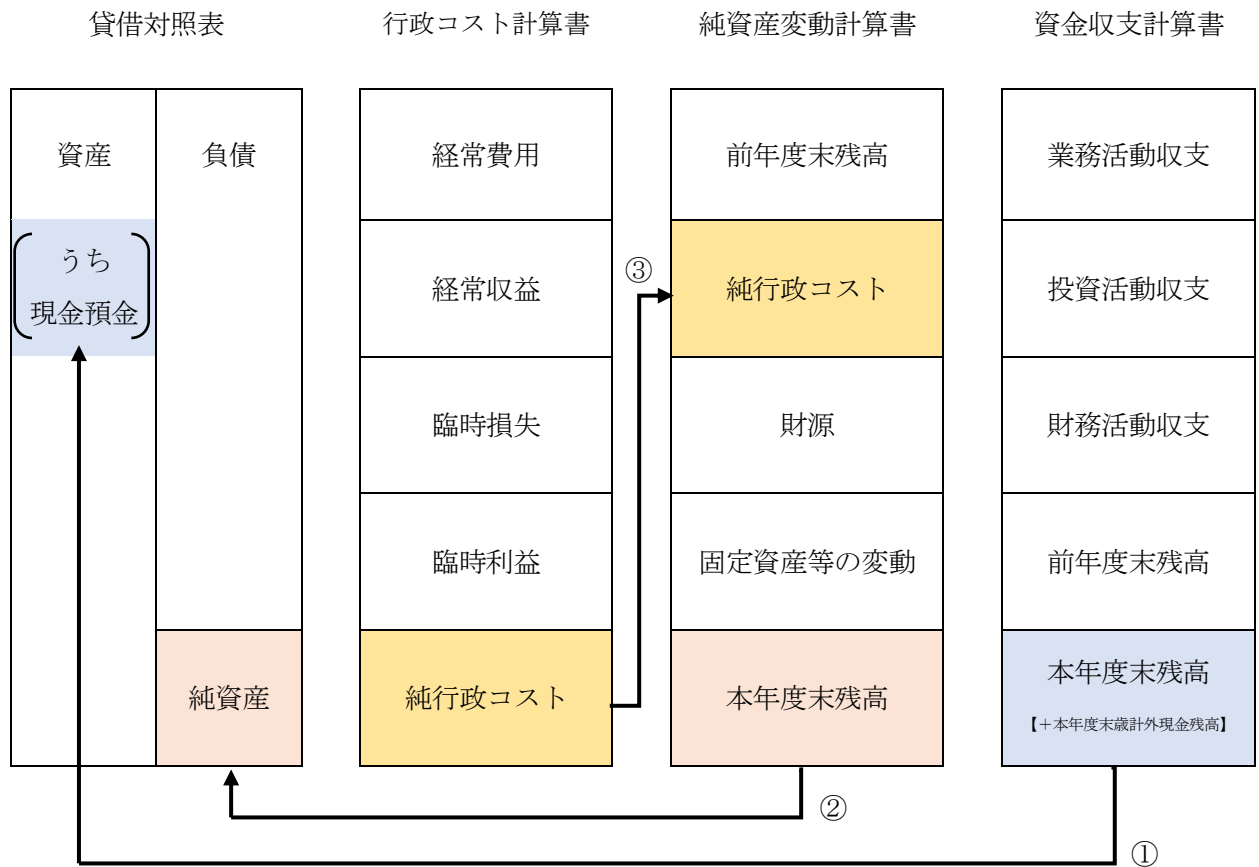 貸借対照表
行政コスト計算書
純資産変動計算書
資金収支計算書
資産
負債
うち
現金預金
純資産
経常費用
経常収益
臨時損失
臨時利益
純行政コスト
③
前年度末残高
純行政コスト
財源
固定資産等の変動
本年度末残高
②
業務活動収支
投資活動収支
財務活動収支
前年度末残高
本年度末残高
【＋本年度末歳計外現金残高】
①